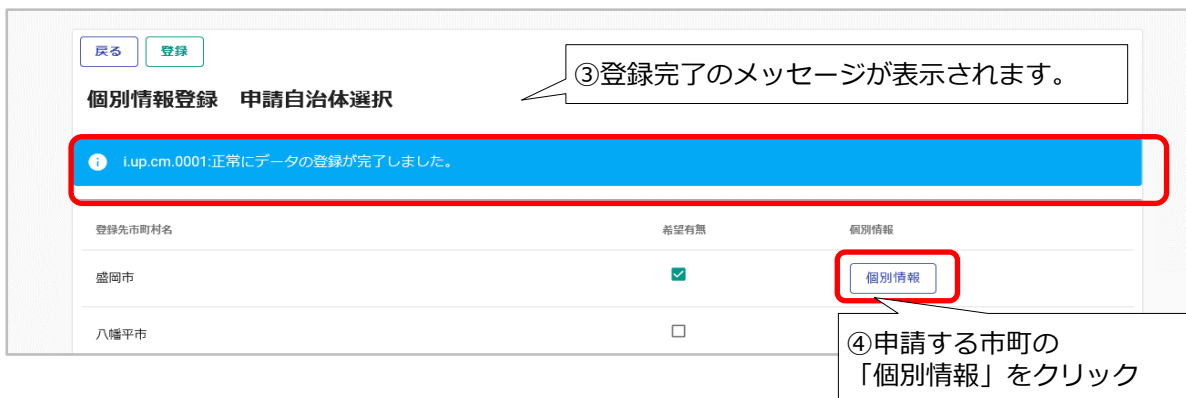 戻る 登録
③登録完了のメッセージが表示されます。
個別情報登録　申請自治体選択
i.up.cm.0001:正常にデータの登録が完了しました。
登録先市町村名 希望有無 個別情報
盛岡市 個別情報
八幡平市
④申請する市町の
「個別情報」をクリック